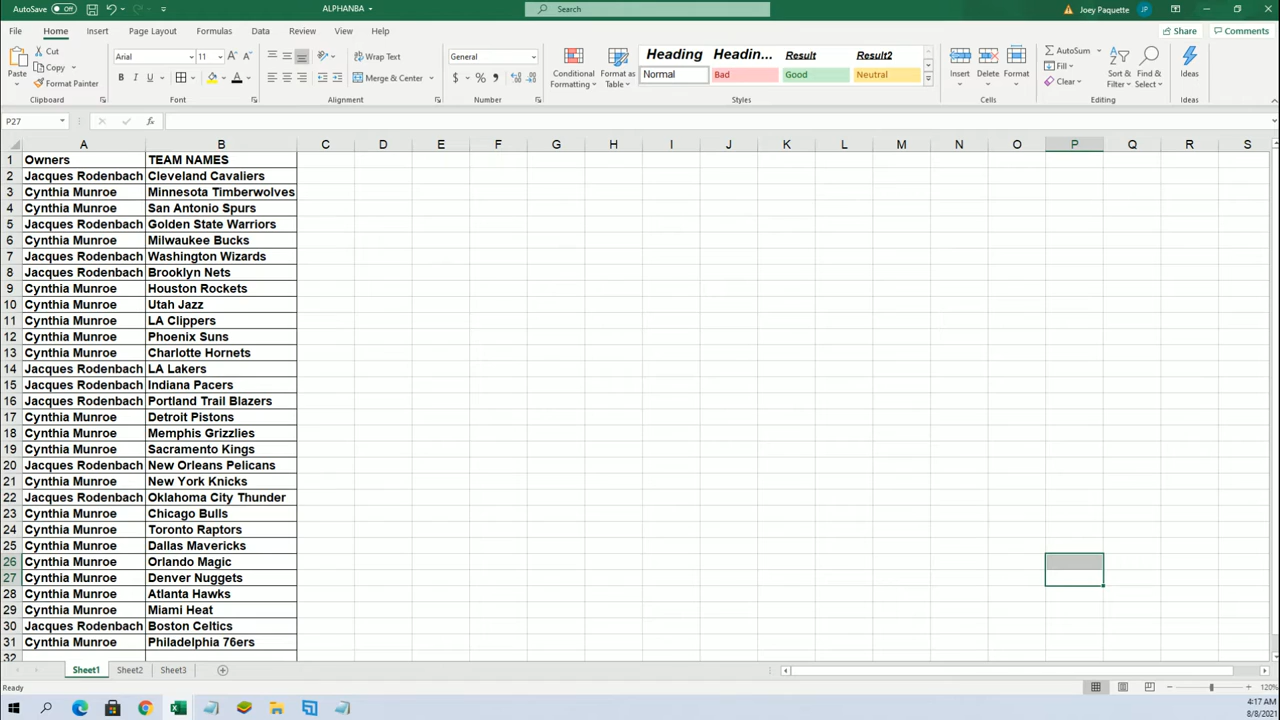 AutoSave Off ALPHANBA Search Joey Paquette JP
File Home Insert Page Layout Formulas Data Review View Help Share Comments
Paste Cut Copy Format Painter Clipboard
Arial 11 B I U A Font
Wrap Text Merge & Center Alignment
General $ % Number
Conditional Formatting Format as Table
Heading Headin... Result Result2
Normal Bad Good Neutral
Styles
Insert Delete Format Cells
AutoSum Fill Clear Sort & Filter Find & Select Editing
Ideas Ideas
P27 fx
A B C D E F G H I J K L M N O P Q R S
1 Owners TEAM NAMES
2 Jacques Rodenbach Cleveland Cavaliers
3 Cynthia Munroe Minnesota Timberwolves
4 Cynthia Munroe San Antonio Spurs
5 Jacques Rodenbach Golden State Warriors
6 Cynthia Munroe Milwaukee Bucks
7 Jacques Rodenbach Washington Wizards
8 Jacques Rodenbach Brooklyn Nets
9 Cynthia Munroe Houston Rockets
10 Cynthia Munroe Utah Jazz
11 Cynthia Munroe LA Clippers
12 Cynthia Munroe Phoenix Suns
13 Cynthia Munroe Charlotte Hornets
14 Jacques Rodenbach LA Lakers
15 Jacques Rodenbach Indiana Pacers
16 Jacques Rodenbach Portland Trail Blazers
17 Cynthia Munroe Detroit Pistons
18 Cynthia Munroe Memphis Grizzlies
19 Cynthia Munroe Sacramento Kings
20 Jacques Rodenbach New Orleans Pelicans
21 Cynthia Munroe New York Knicks
22 Jacques Rodenbach Oklahoma City Thunder
23 Cynthia Munroe Chicago Bulls
24 Cynthia Munroe Toronto Raptors
25 Cynthia Munroe Dallas Mavericks
26 Cynthia Munroe Orlando Magic
27 Cynthia Munroe Denver Nuggets
28 Cynthia Munroe Atlanta Hawks
29 Cynthia Munroe Miami Heat
30 Jacques Rodenbach Boston Celtics
31 Cynthia Munroe Philadelphia 76ers
32
Sheet1 Sheet2 Sheet3
Ready 120%
4:17 AM
8/8/2021